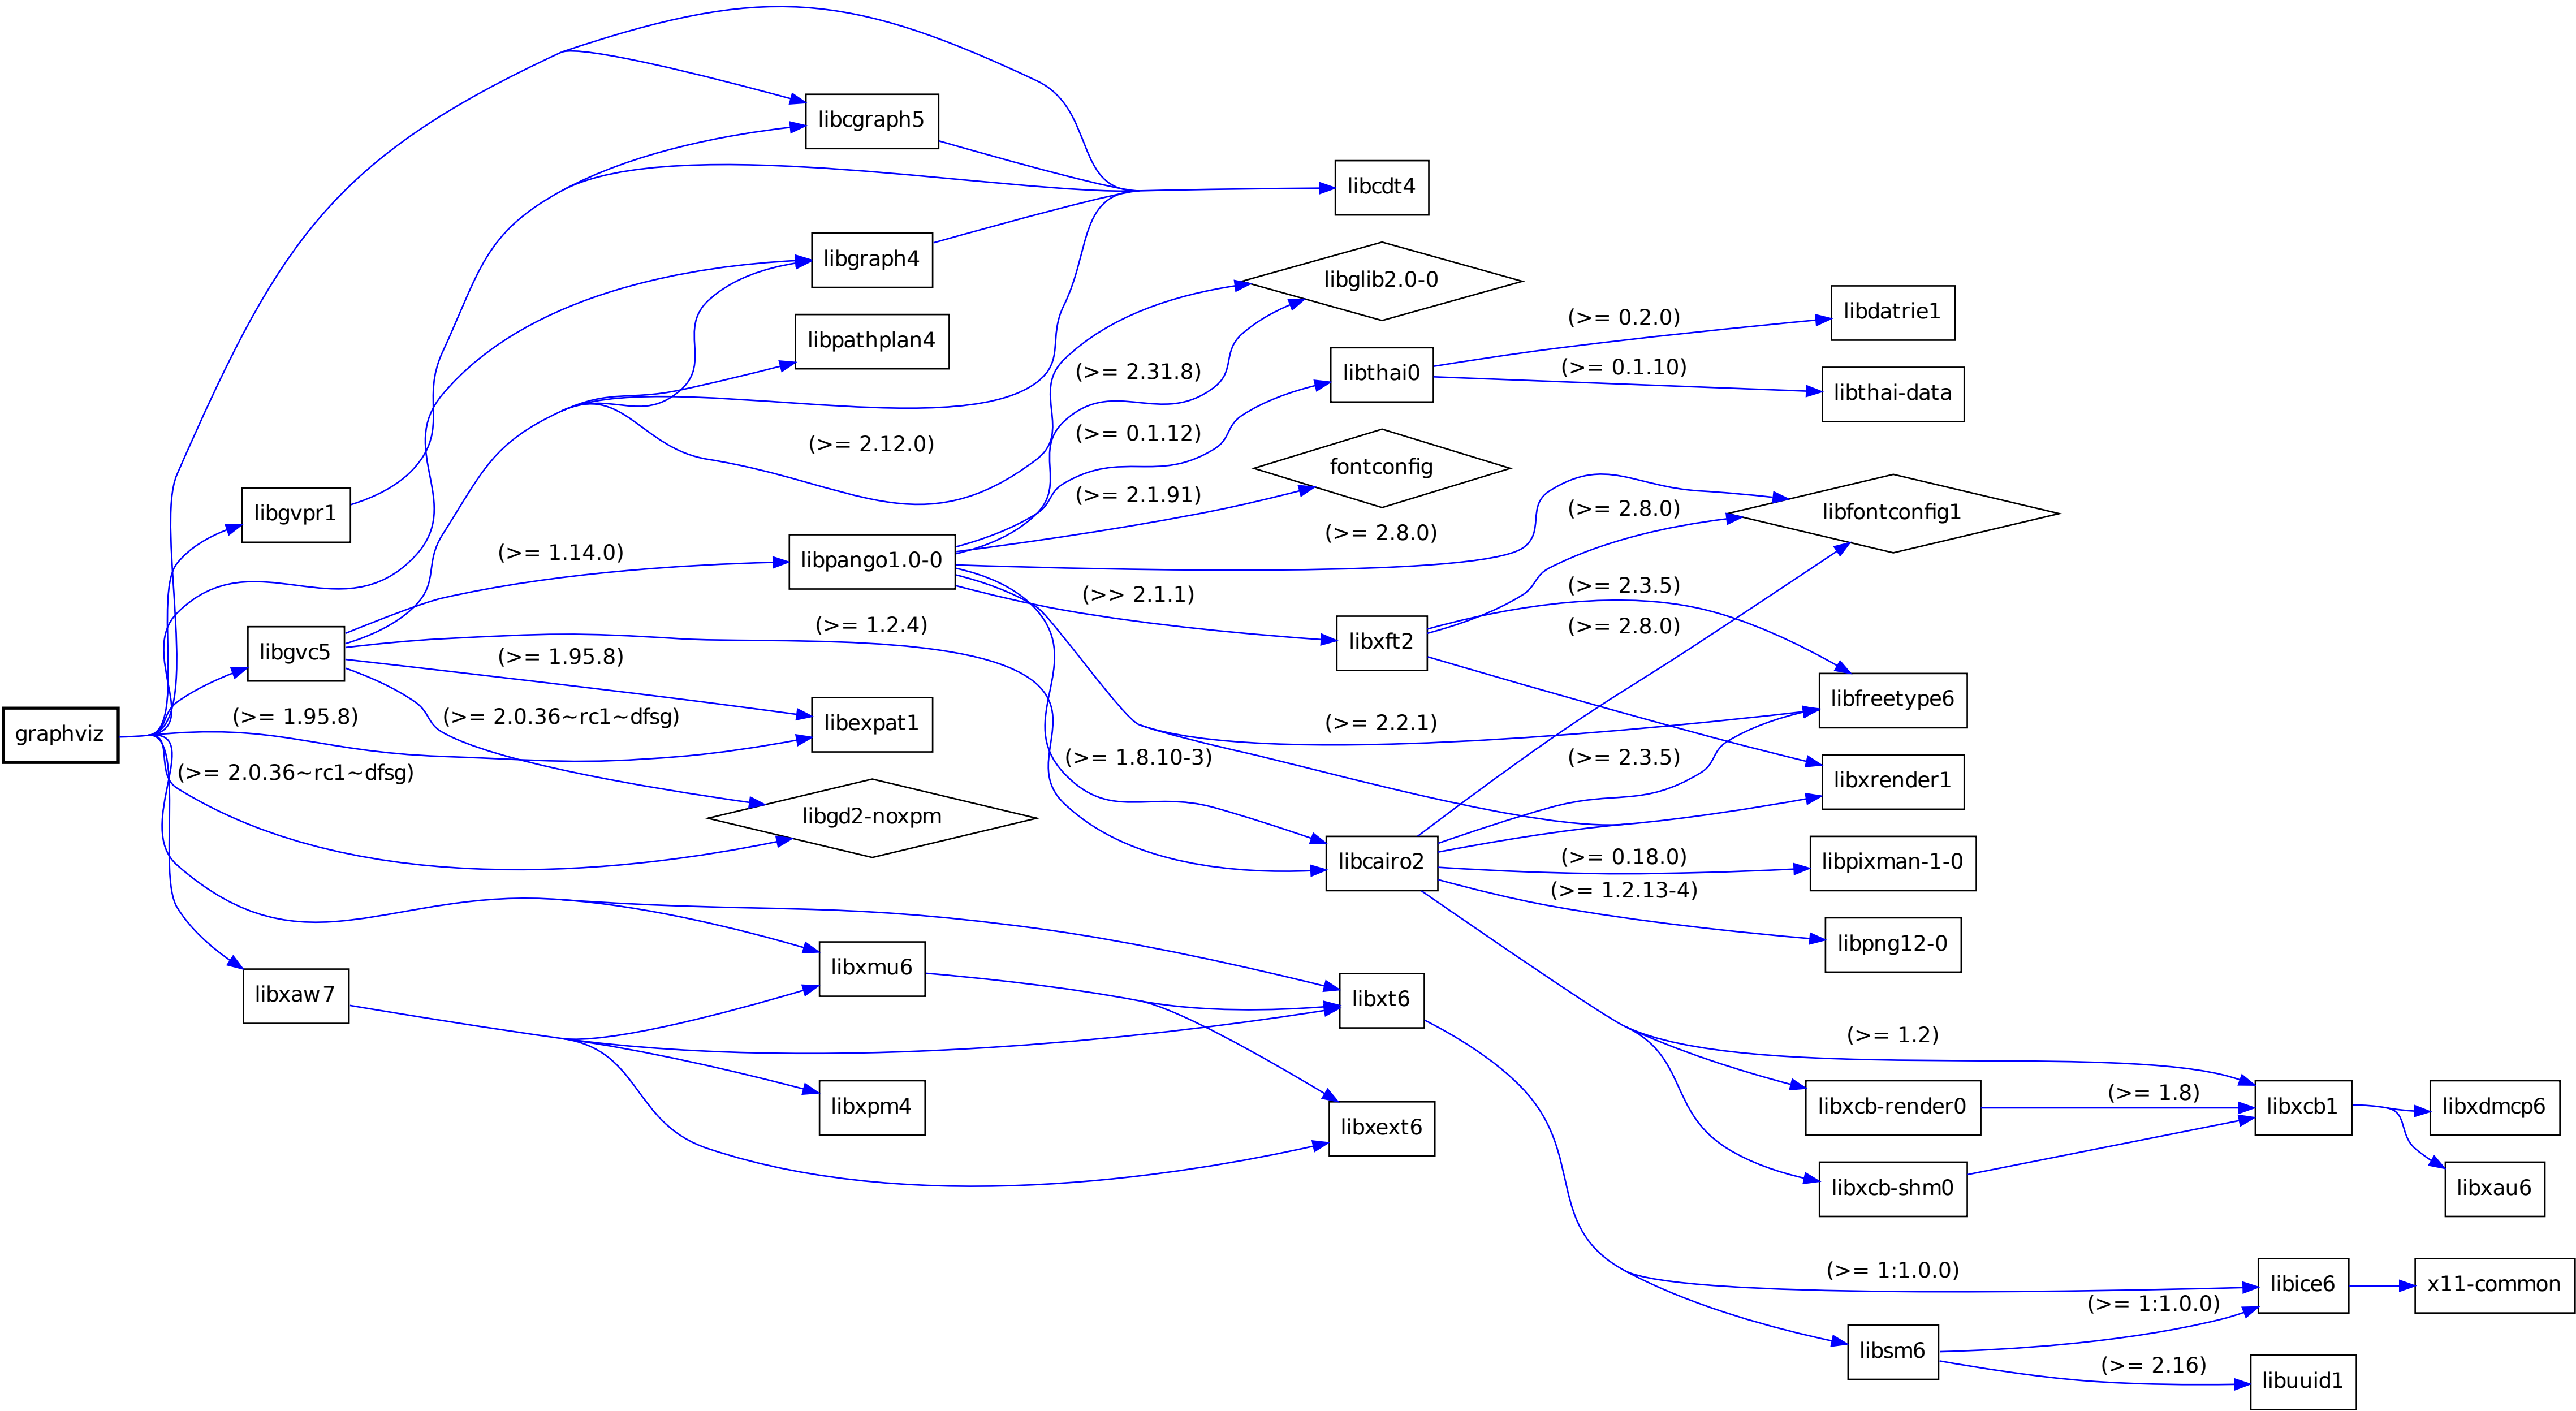 libcgraph5
libcdt4
libgraph4
libglib2.0-0
libdatrie1
(>= 0.2.0)
libpathplan4
(>= 2.31.8)
libthai0
(>= 0.1.10)
libthai-data
(>= 2.12.0)
(>= 0.1.12)
fontconfig
(>= 2.1.91)
libgvpr1
(>= 2.8.0)
(>= 2.8.0)
libfontconfig1
(>= 1.14.0)
libpango1.0-0
(>> 2.1.1)
(>= 2.3.5)
(>= 1.2.4)
(>= 2.8.0)
libgvc5
(>= 1.95.8)
libxft2
graphviz
(>= 1.95.8)
(>= 2.0.36~rc1~dfsg)
libexpat1
(>= 2.2.1)
libfreetype6
(>= 2.0.36~rc1~dfsg)
(>= 1.8.10-3)
(>= 2.3.5)
libxrender1
libgd2-noxpm
libcairo2
(>= 0.18.0)
libpixman-1-0
(>= 1.2.13-4)
libpng12-0
libxaw7
libxmu6
libxt6
(>= 1.2)
libxpm4
libxext6
libxcb-render0
(>= 1.8)
libxcb1
libxdmcp6
libxcb-shm0
libxau6
(>= 1:1.0.0)
libice6
x11-common
(>= 1:1.0.0)
libsm6
(>= 2.16)
libuuid1